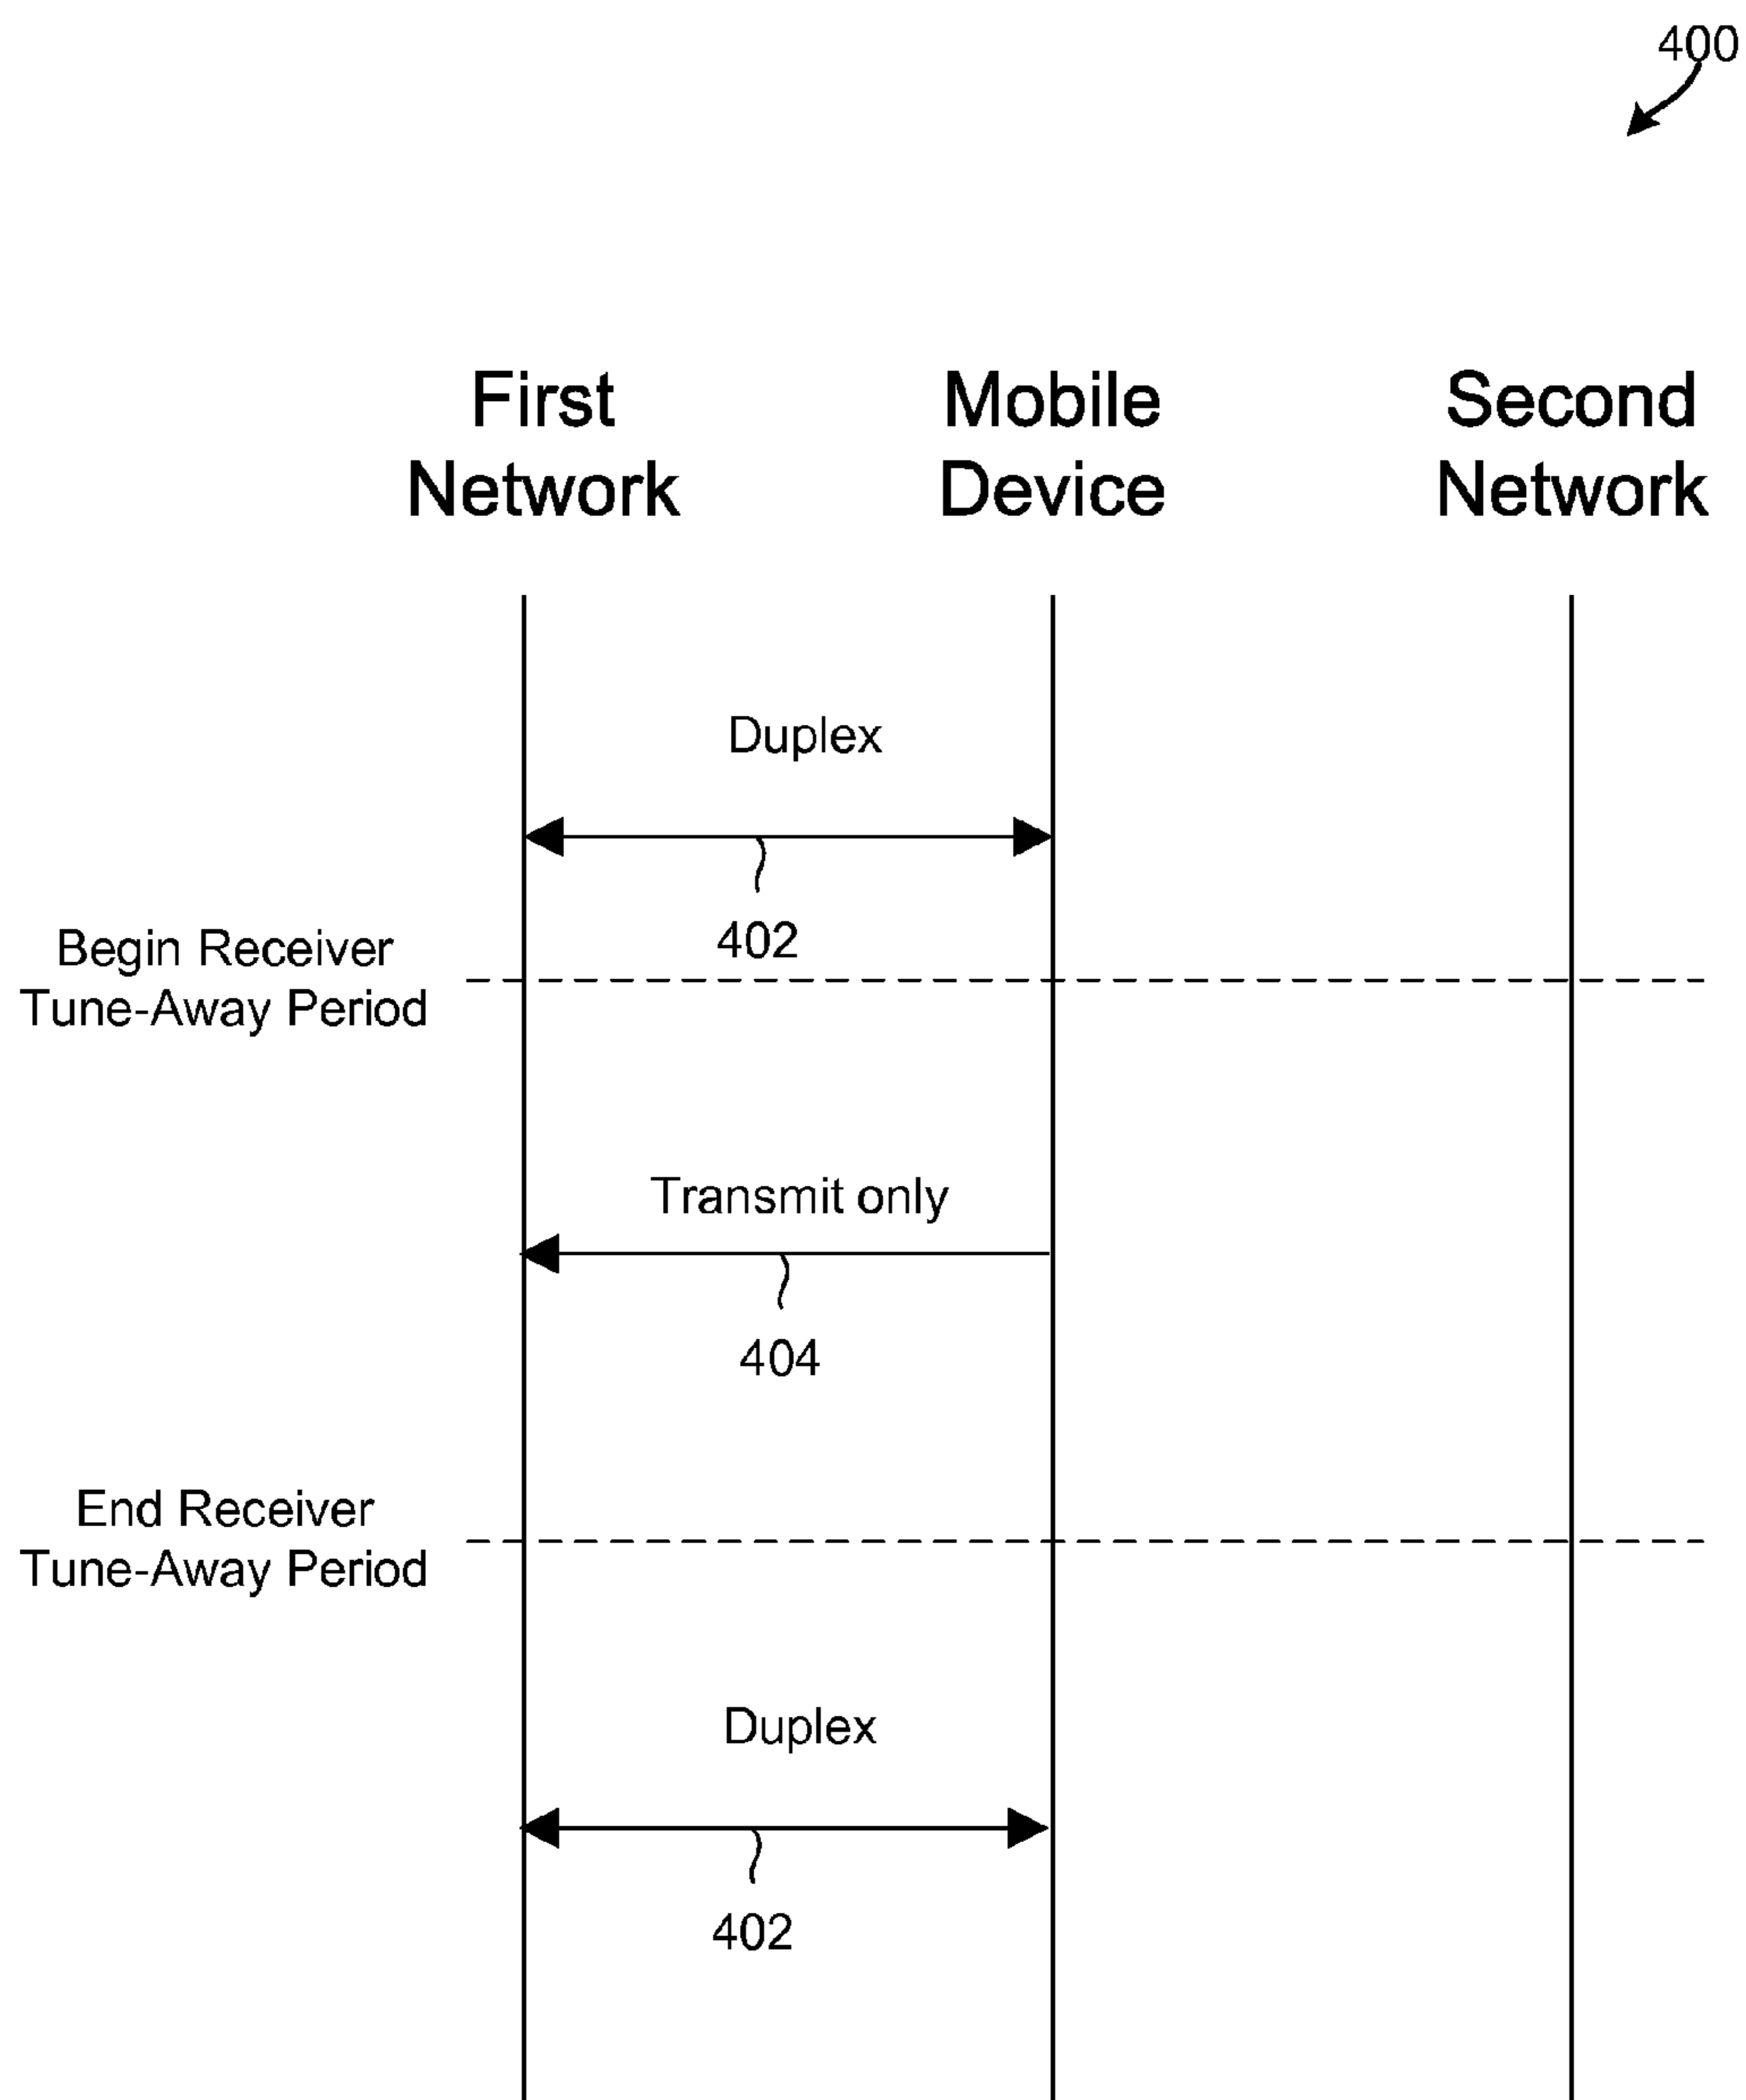 400
First
Network
Mobile
Device
Second
Network
Duplex
402
Begin Receiver
Tune-Away Period
Transmit only
404
End Receiver
Tune-Away Period
Duplex
402